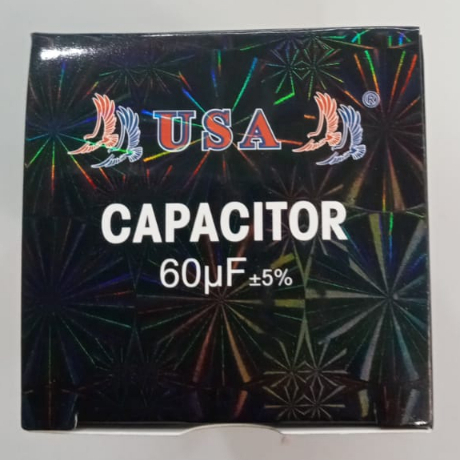 USA ®
CAPACITOR
60µF ±5%